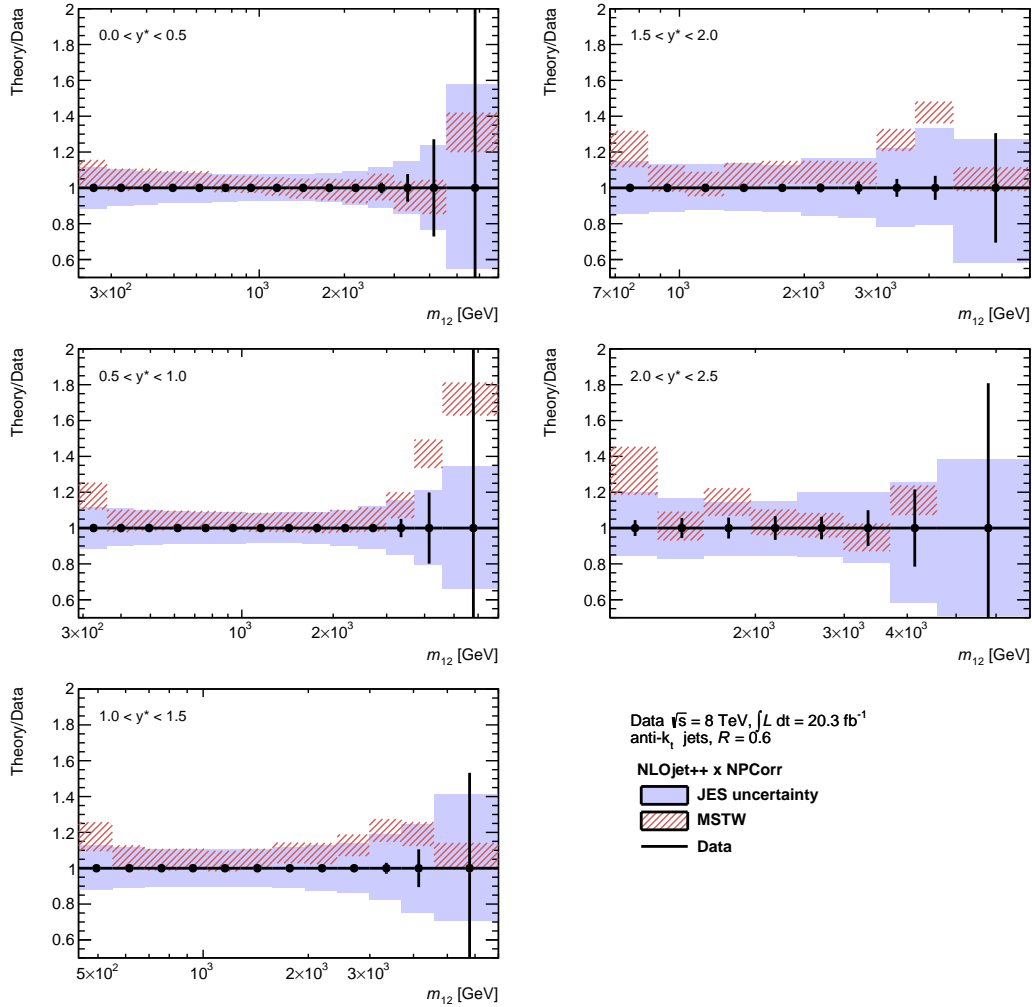 Theory/Data
2
1.8
1.6
1.4
1.2
1
0.8
0.6
0.0 < y* < 0.5
3×10²
10³
2×10³
m₁₂ [GeV]
Theory/Data
2
1.8
1.6
1.4
1.2
1
0.8
0.6
1.5 < y* < 2.0
7×10²
10³
2×10³
3×10³
m₁₂ [GeV]
Theory/Data
2
1.8
1.6
1.4
1.2
1
0.8
0.6
0.5 < y* < 1.0
3×10²
10³
2×10³
m₁₂ [GeV]
Theory/Data
2
1.8
1.6
1.4
1.2
1
0.8
0.6
2.0 < y* < 2.5
2×10³
3×10³
4×10³
m₁₂ [GeV]
Theory/Data
2
1.8
1.6
1.4
1.2
1
0.8
0.6
1.0 < y* < 1.5
5×10²
10³
2×10³
3×10³
m₁₂ [GeV]
Data √s = 8 TeV, ∫L dt = 20.3 fb⁻¹
anti-kₜ jets, R = 0.6
NLOjet++ x NPCorr
JES uncertainty
MSTW
Data